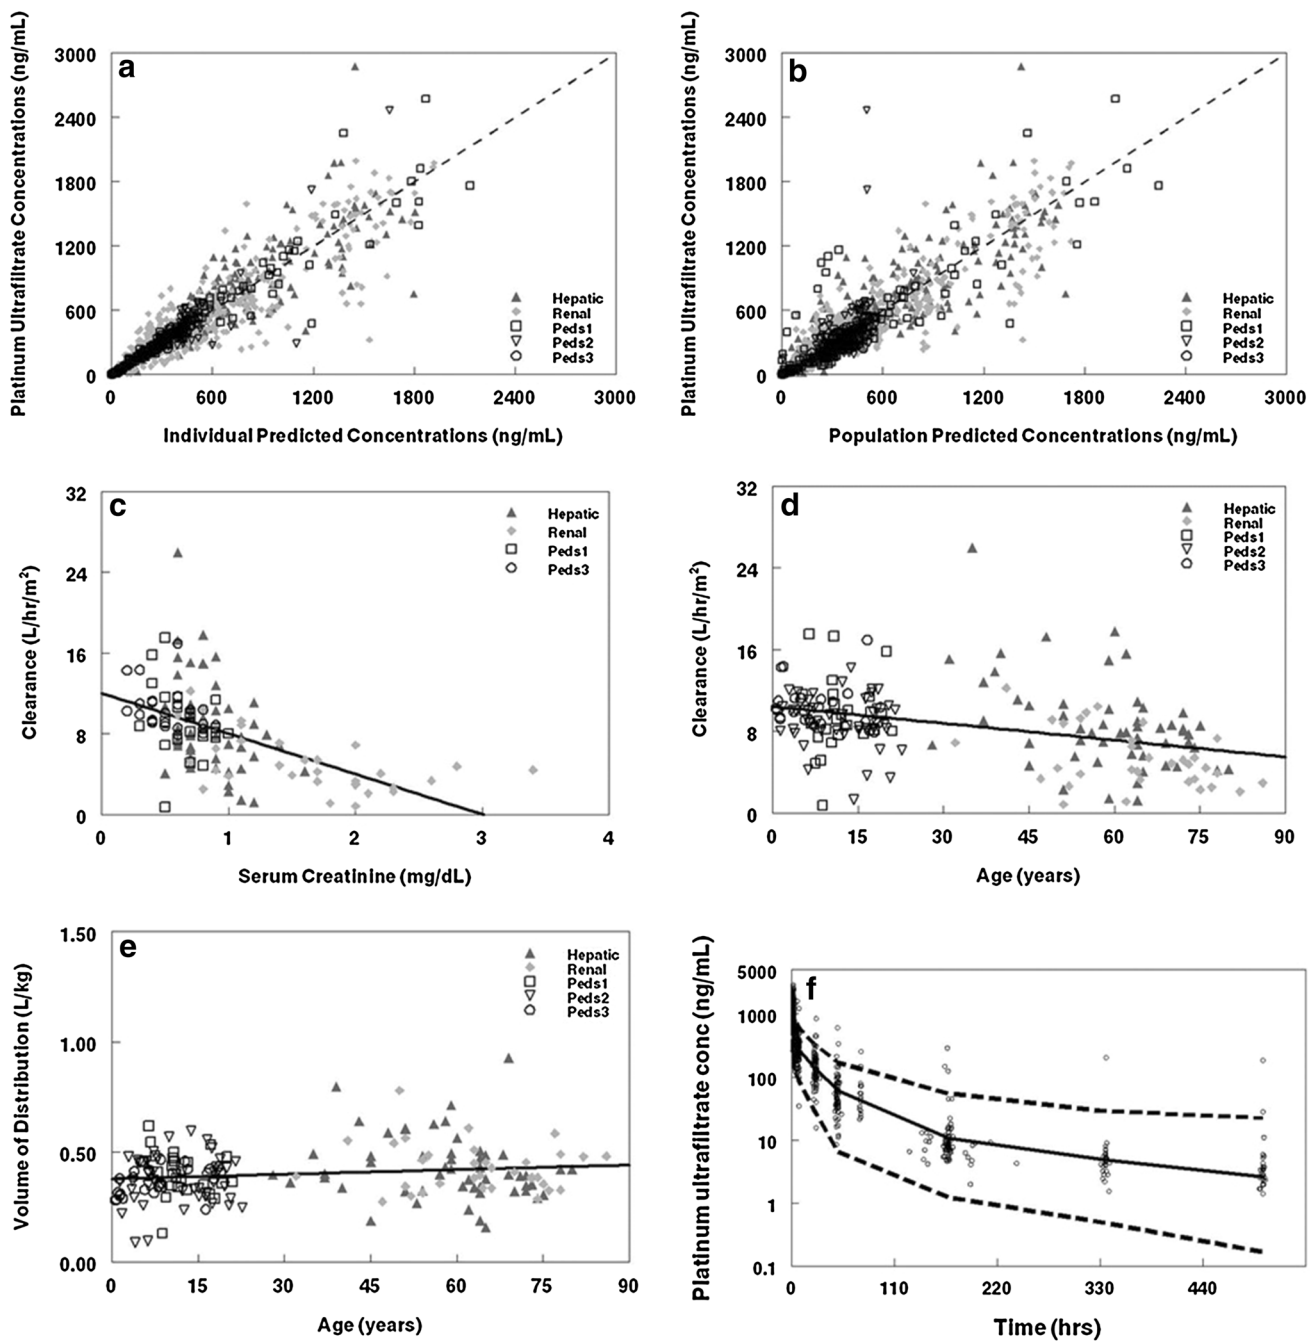 a
Platinum Ultrafiltrate Concentrations (ng/mL)
3000
2400
1800
1200
600
0
Hepatic
Renal
Peds1
Peds2
Peds3
0 600 1200 1800 2400 3000
Individual Predicted Concentrations (ng/mL)
b
Platinum Ultrafiltrate Concentrations (ng/mL)
3000
2400
1800
1200
600
0
Hepatic
Renal
Peds1
Peds2
Peds3
0 600 1200 1800 2400 3000
Population Predicted Concentrations (ng/mL)
c
Clearance (L/hr/m²)
32
24
16
8
0
Hepatic
Renal
Peds1
Peds3
0 1 2 3 4
Serum Creatinine (mg/dL)
d
Clearance (L/hr/m²)
32
24
16
8
0
Hepatic
Renal
Peds1
Peds2
Peds3
0 15 30 45 60 75 90
Age (years)
e
Volume of Distribution (L/kg)
1.50
1.00
0.50
0.00
Hepatic
Renal
Peds1
Peds2
Peds3
0 15 30 45 60 75 90
Age (years)
f
Platinum ultrafiltrate conc (ng/mL)
5000
1000
100
10
1
0.1
0 110 220 330 440
Time (hrs)